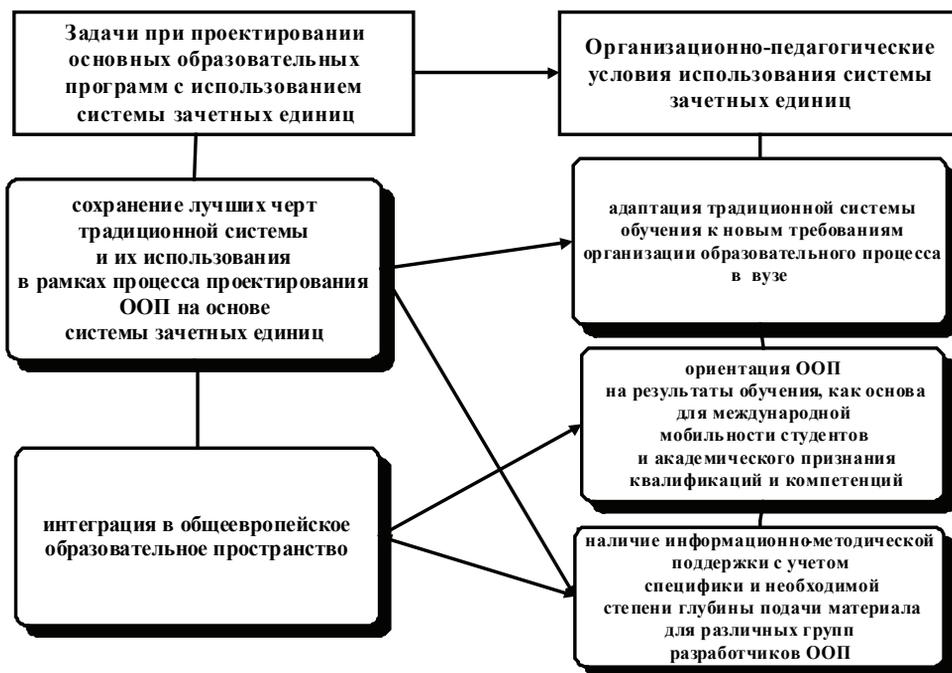 Задачи при проектировании
основных образовательных
программ с использованием
системы зачетных единиц
Организационно-педагогические
условия использования системы
зачетных единиц
сохранение лучших черт
традиционной системы
и их использования
в рамках процесса проектирования
ООП на основе
системы зачетных единиц
адаптация традиционной системы
обучения к новым требованиям
организации образовательного процесса
в вузе
ориентация ООП
на результаты обучения, как основа
для международной
мобильности студентов
и академического признания
квалификаций и компетенций
интеграция в общеевропейское
образовательное пространство
наличие информационно-методической
поддержки с учетом
специфики и необходимой
степени глубины подачи материала
для различных групп
разработчиков ООП